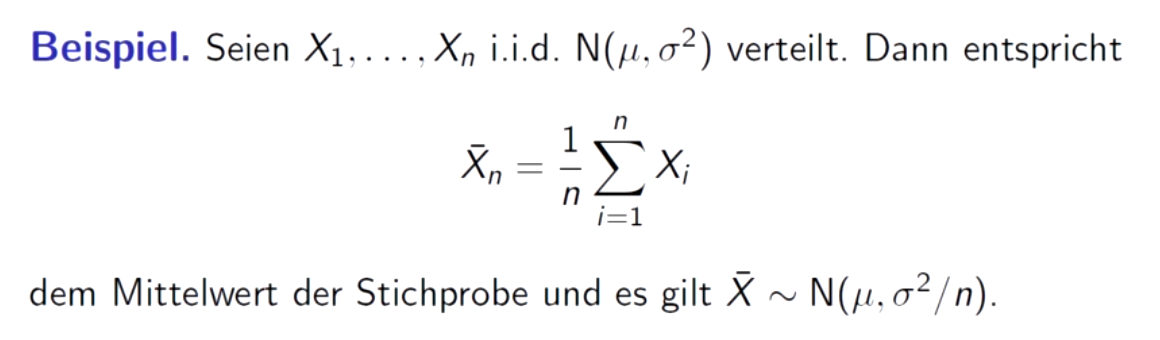 Beispiel. Seien X₁, . . . , Xₙ i.i.d. N(μ, σ²) verteilt. Dann entspricht
X̄ₙ = 1/n ∑ᵢ₌₁ⁿ Xᵢ
dem Mittelwert der Stichprobe und es gilt X̄ ∼ N(μ, σ²/n).